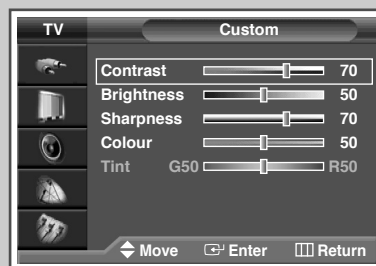 TV Custom
Contrast 70
Brightness 50
Sharpness 70
Colour 50
Tint G50 R50
Move Enter Return